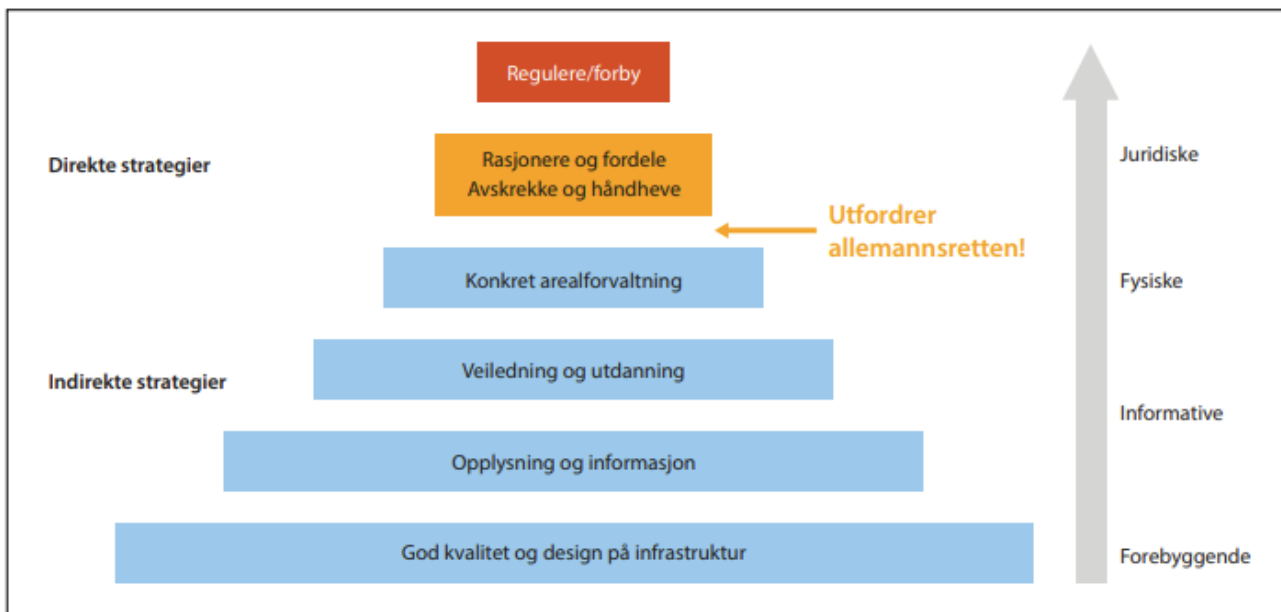 Regulere/forby
Direkte strategier
Rasjonere og fordele
Avskrekke og håndheve
Juridiske
Utfordrer
allemannsretten!
Konkret arealforvaltning
Fysiske
Veiledning og utdanning
Indirekte strategier
Informative
Opplysning og informasjon
God kvalitet og design på infrastruktur
Forebyggende